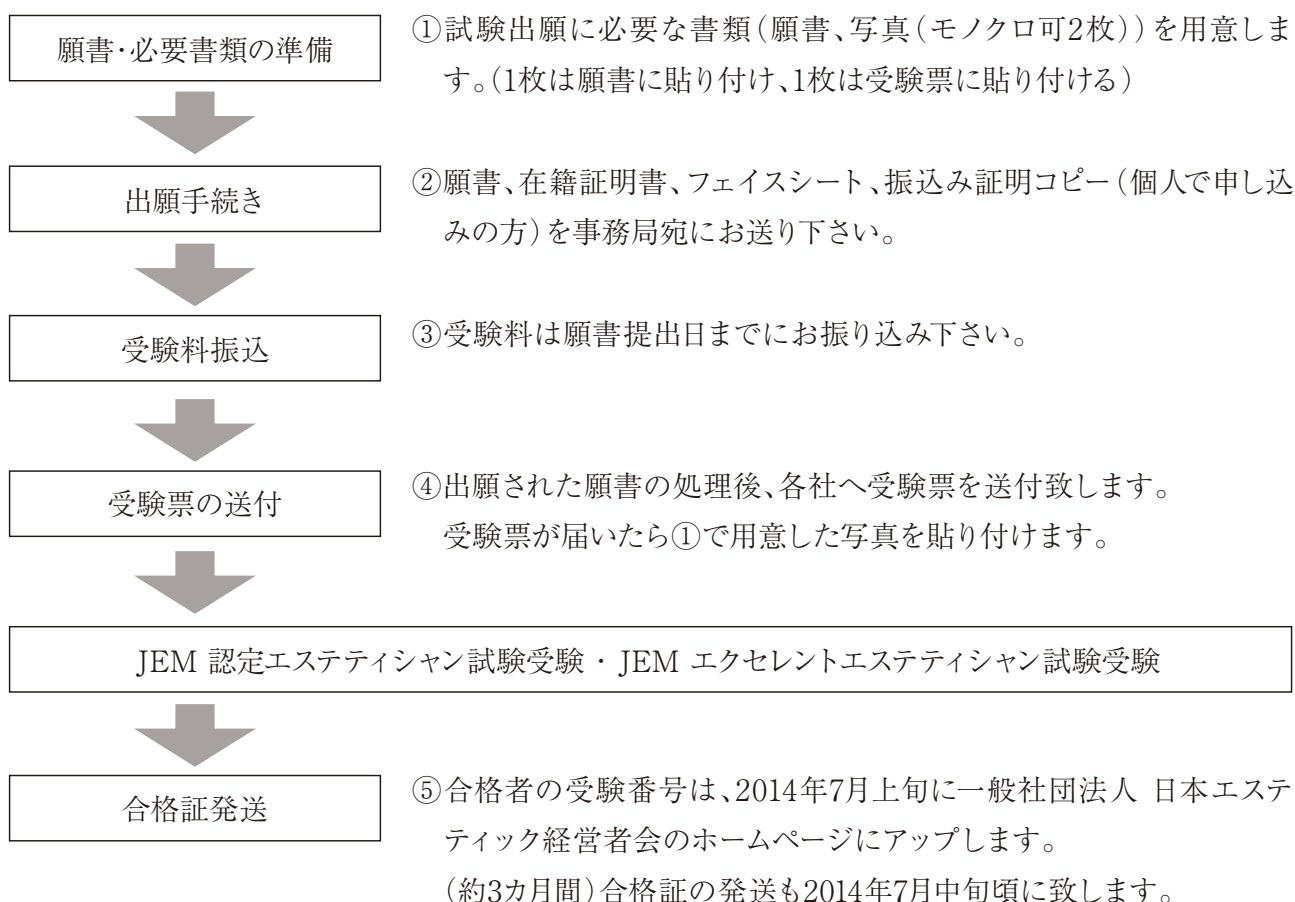 願書・必要書類の準備
①試験出願に必要な書類(願書、写真(モノクロ可2枚))を用意しま
す。(1枚は願書に貼り付け、1枚は受験票に貼り付ける)
出願手続き
②願書、在籍証明書、フェイスシート、振込み証明コピー(個人で申し込
みの方)を事務局宛にお送り下さい。
受験料振込
③受験料は願書提出日までにお振り込み下さい。
受験票の送付
④出願された願書の処理後、各社へ受験票を送付致します。
受験票が届いたら①で用意した写真を貼り付けます。
JEM 認定エステティシャン試験受験・JEM エクセレントエステティシャン試験受験
合格証発送
⑤合格者の受験番号は、2014年7月上旬に一般社団法人 日本エステ
ティック経営者会のホームページにアップします。
(約3カ月間)合格証の発送も2014年7月中旬頃に致します。